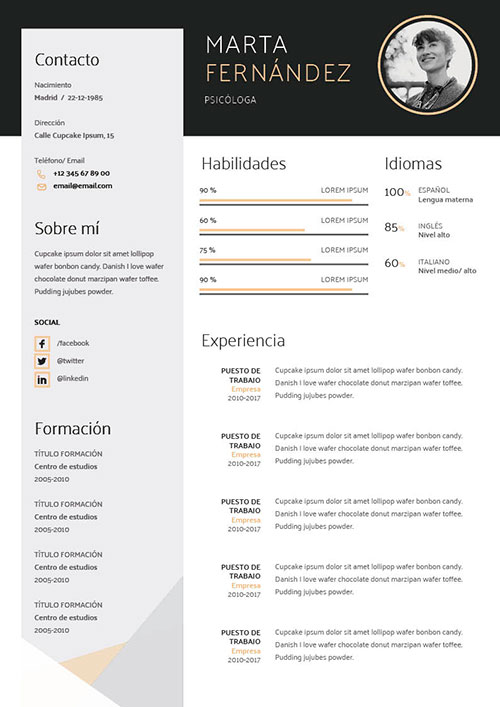 MARTA
FERNÁNDEZ
PSICÓLOGA
Contacto
Nacimiento
Madrid / 22-12-1985
Dirección
Calle Cupcake Ipsum, 15
Teléfono/ Email
+12 345 67 89 00
email@email.com
Sobre mí
Cupcake ipsum dolor sit amet lollipop
wafer bonbon candy. Danish I love wafer
chocolate donut marzipan wafer toffee.
Pudding jujubes powder.
SOCIAL
/facebook
@twitter
@linkedin
Formación
TÍTULO FORMACIÓN
Centro de estudios
2005-2010
TÍTULO FORMACIÓN
Centro de estudios
2005-2010
TÍTULO FORMACIÓN
Centro de estudios
2005-2010
TÍTULO FORMACIÓN
Centro de estudios
2005-2010
Habilidades
90 % LOREM IPSUM
60 % LOREM IPSUM
75 % LOREM IPSUM
90 % LOREM IPSUM
Idiomas
100% ESPAÑOL
Lengua materna
85% INGLÉS
Nivel alto
60% ITALIANO
Nivel medio/ alto
Experiencia
PUESTO DE
TRABAJO
Empresa
2010-2017
Cupcake ipsum dolor sit amet lollipop wafer bonbon candy.
Danish I love wafer chocolate donut marzipan wafer toffee.
Pudding jujubes powder.
PUESTO DE
TRABAJO
Empresa
2010-2017
Cupcake ipsum dolor sit amet lollipop wafer bonbon candy.
Danish I love wafer chocolate donut marzipan wafer toffee.
Pudding jujubes powder.
PUESTO DE
TRABAJO
Empresa
2010-2017
Cupcake ipsum dolor sit amet lollipop wafer bonbon candy.
Danish I love wafer chocolate donut marzipan wafer toffee.
Pudding jujubes powder.
PUESTO DE
TRABAJO
Empresa
2010-2017
Cupcake ipsum dolor sit amet lollipop wafer bonbon candy.
Danish I love wafer chocolate donut marzipan wafer toffee.
Pudding jujubes powder.
PUESTO DE
TRABAJO
Empresa
2010-2017
Cupcake ipsum dolor sit amet lollipop wafer bonbon candy.
Danish I love wafer chocolate donut marzipan wafer toffee.
Pudding jujubes powder.